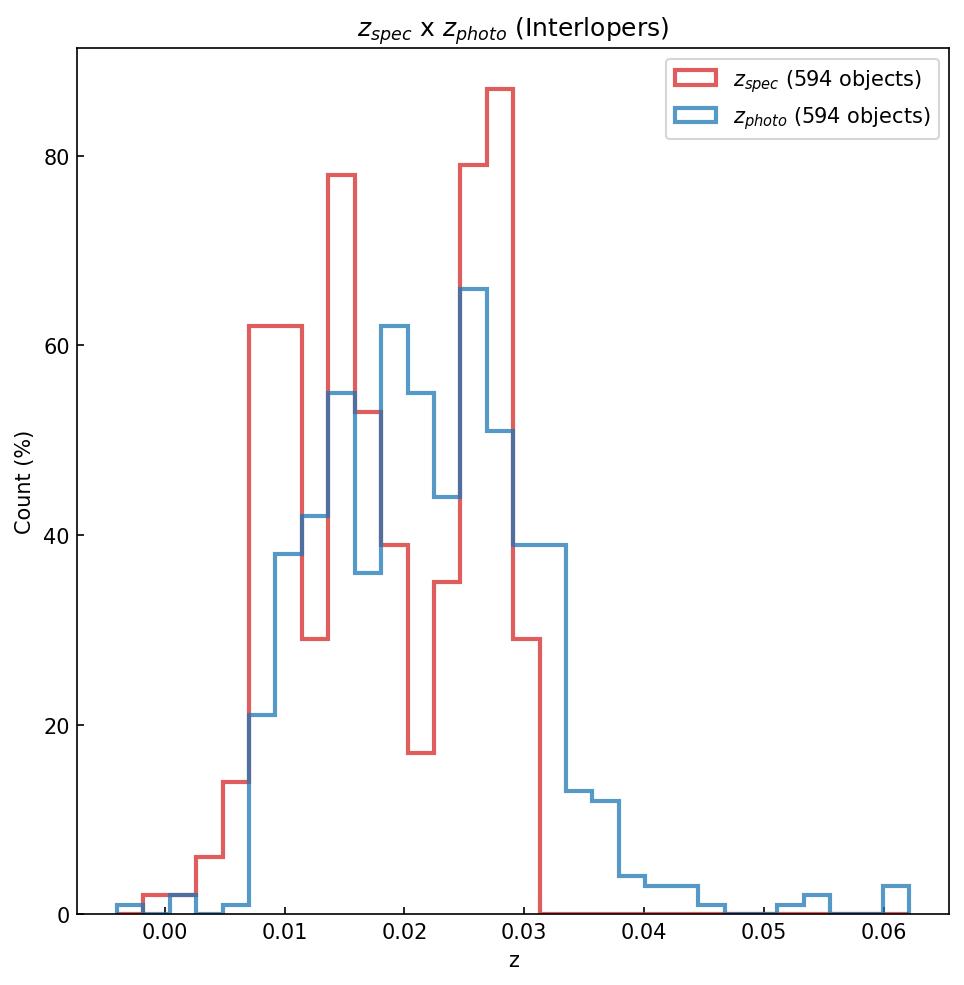 z_spec x z_photo (Interlopers)
z_spec (594 objects)
z_photo (594 objects)
Count (%)
80
60
40
20
0
0.00 0.01 0.02 0.03 0.04 0.05 0.06
z